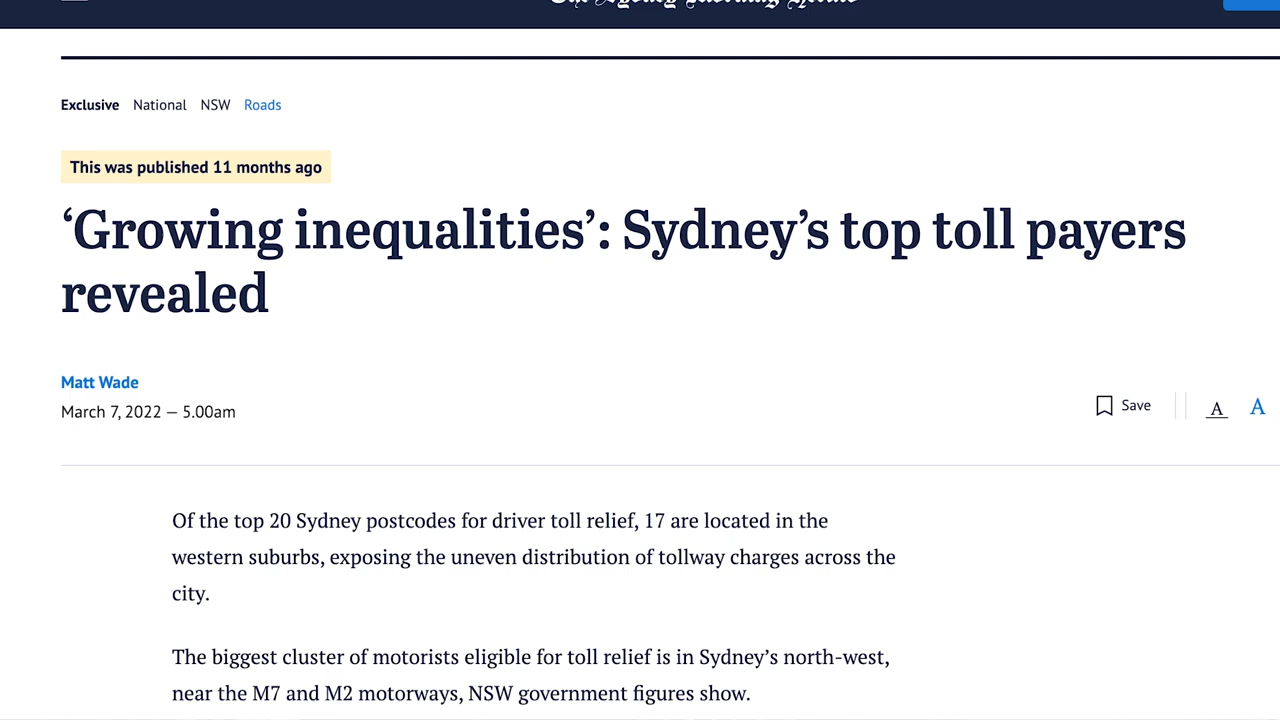 The Sydney Morning Herald
Exclusive National NSW Roads
This was published 11 months ago
‘Growing inequalities’: Sydney’s top toll payers
revealed
Matt Wade
March 7, 2022 — 5.00am
Save A A
Of the top 20 Sydney postcodes for driver toll relief, 17 are located in the
western suburbs, exposing the uneven distribution of tollway charges across the
city.
The biggest cluster of motorists eligible for toll relief is in Sydney’s north-west,
near the M7 and M2 motorways, NSW government figures show.